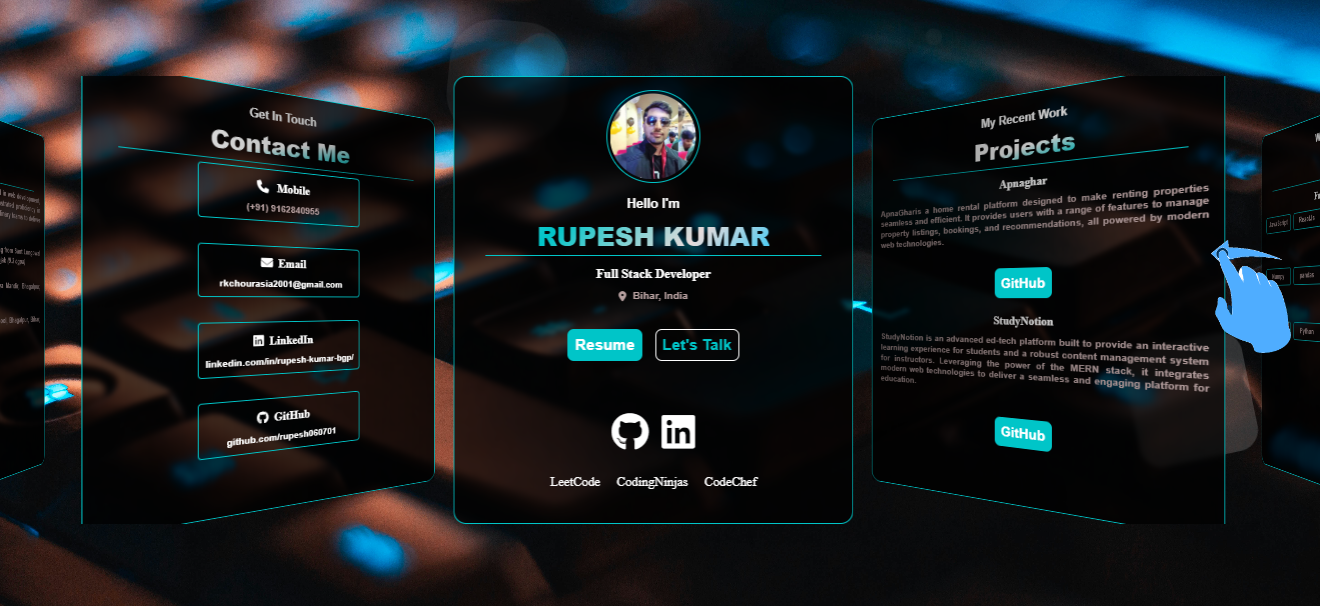 Get In Touch
Contact Me
Mobile
(+91) 9162840955
Email
rkchourasia2001@gmail.com
LinkedIn
linkedin.com/in/rupesh-kumar-bgp/
GitHub
github.com/rupesh060701
Hello I'm
RUPESH KUMAR
Full Stack Developer
Bihar, India
Resume
Let's Talk
LeetCode CodingNinjas CodeChef
My Recent Work
Projects
Apnaghar
ApnaGharis a home rental platform designed to make renting properties
seamless and efficient. It provides users with a range of features to manage
property listings, bookings, and recommendations, all powered by modern
web technologies.
GitHub
StudyNotion
StudyNotion is an advanced ed-tech platform built to provide an interactive
learning experience for students and a robust content management system
for instructors. Leveraging the power of the MERN stack, it integrates
modern web technologies to deliver a seamless and engaging platform for
education.
GitHub
JavaScript
ReactJs
Numpy
pandas
Python